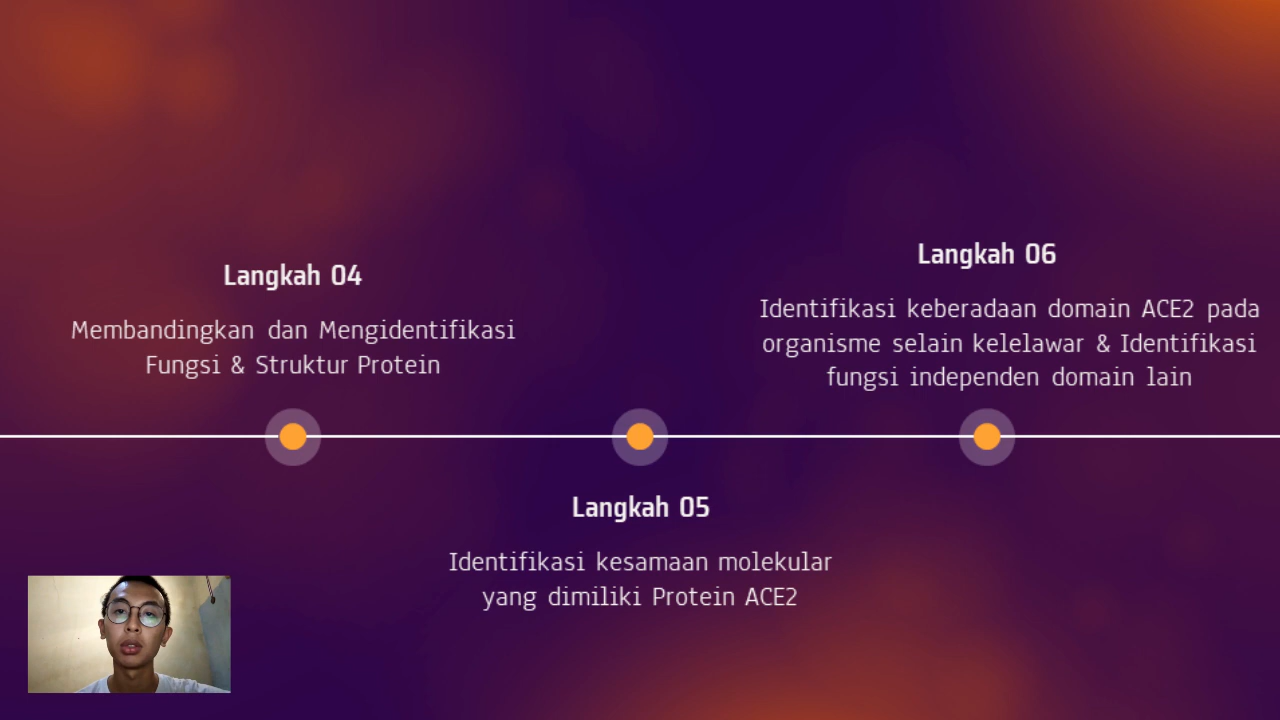 Langkah 04
Membandingkan dan Mengidentifikasi
Fungsi & Struktur Protein
Langkah 05
Identifikasi kesamaan molekular
yang dimiliki Protein ACE2
Langkah 06
Identifikasi keberadaan domain ACE2 pada
organisme selain kelelawar & Identifikasi
fungsi independen domain lain